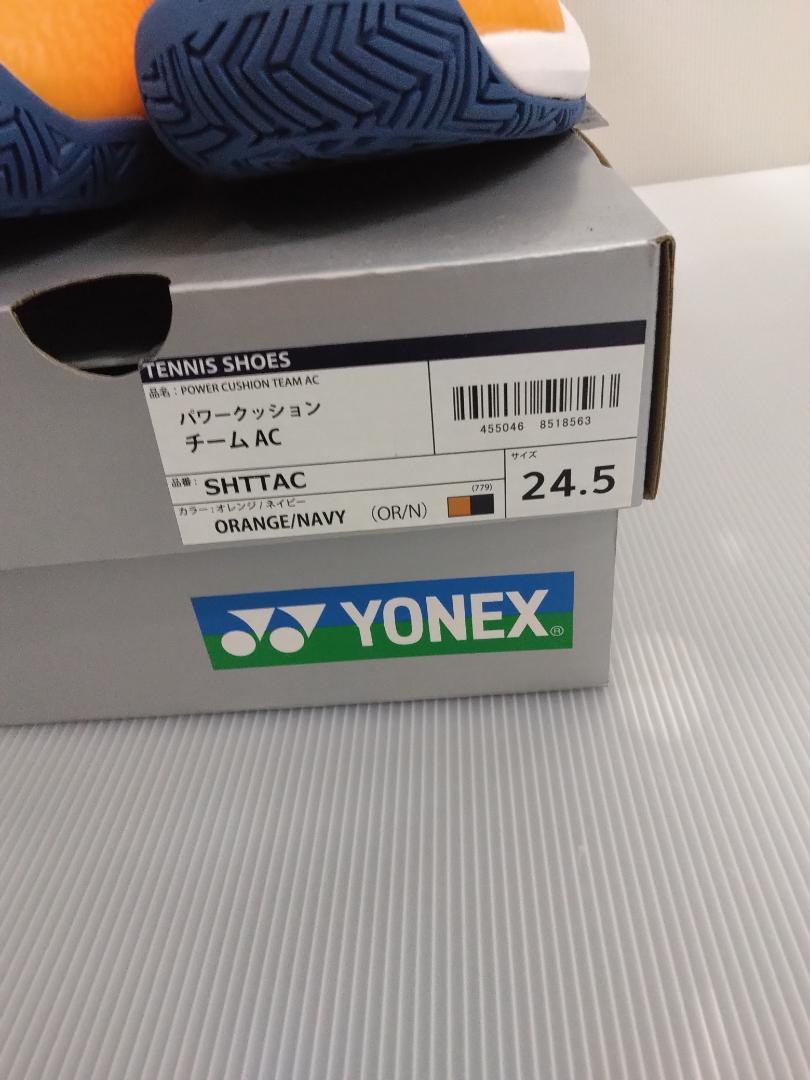 TENNIS SHOES
品名：POWER CUSHION TEAM AC
パワークッション
チーム AC
455046 8518563
品番： SHTTAC
サイズ
24.5
カラー：オレンジ / ネイビー
(779)
ORANGE/NAVY (OR/N)
YONEX®